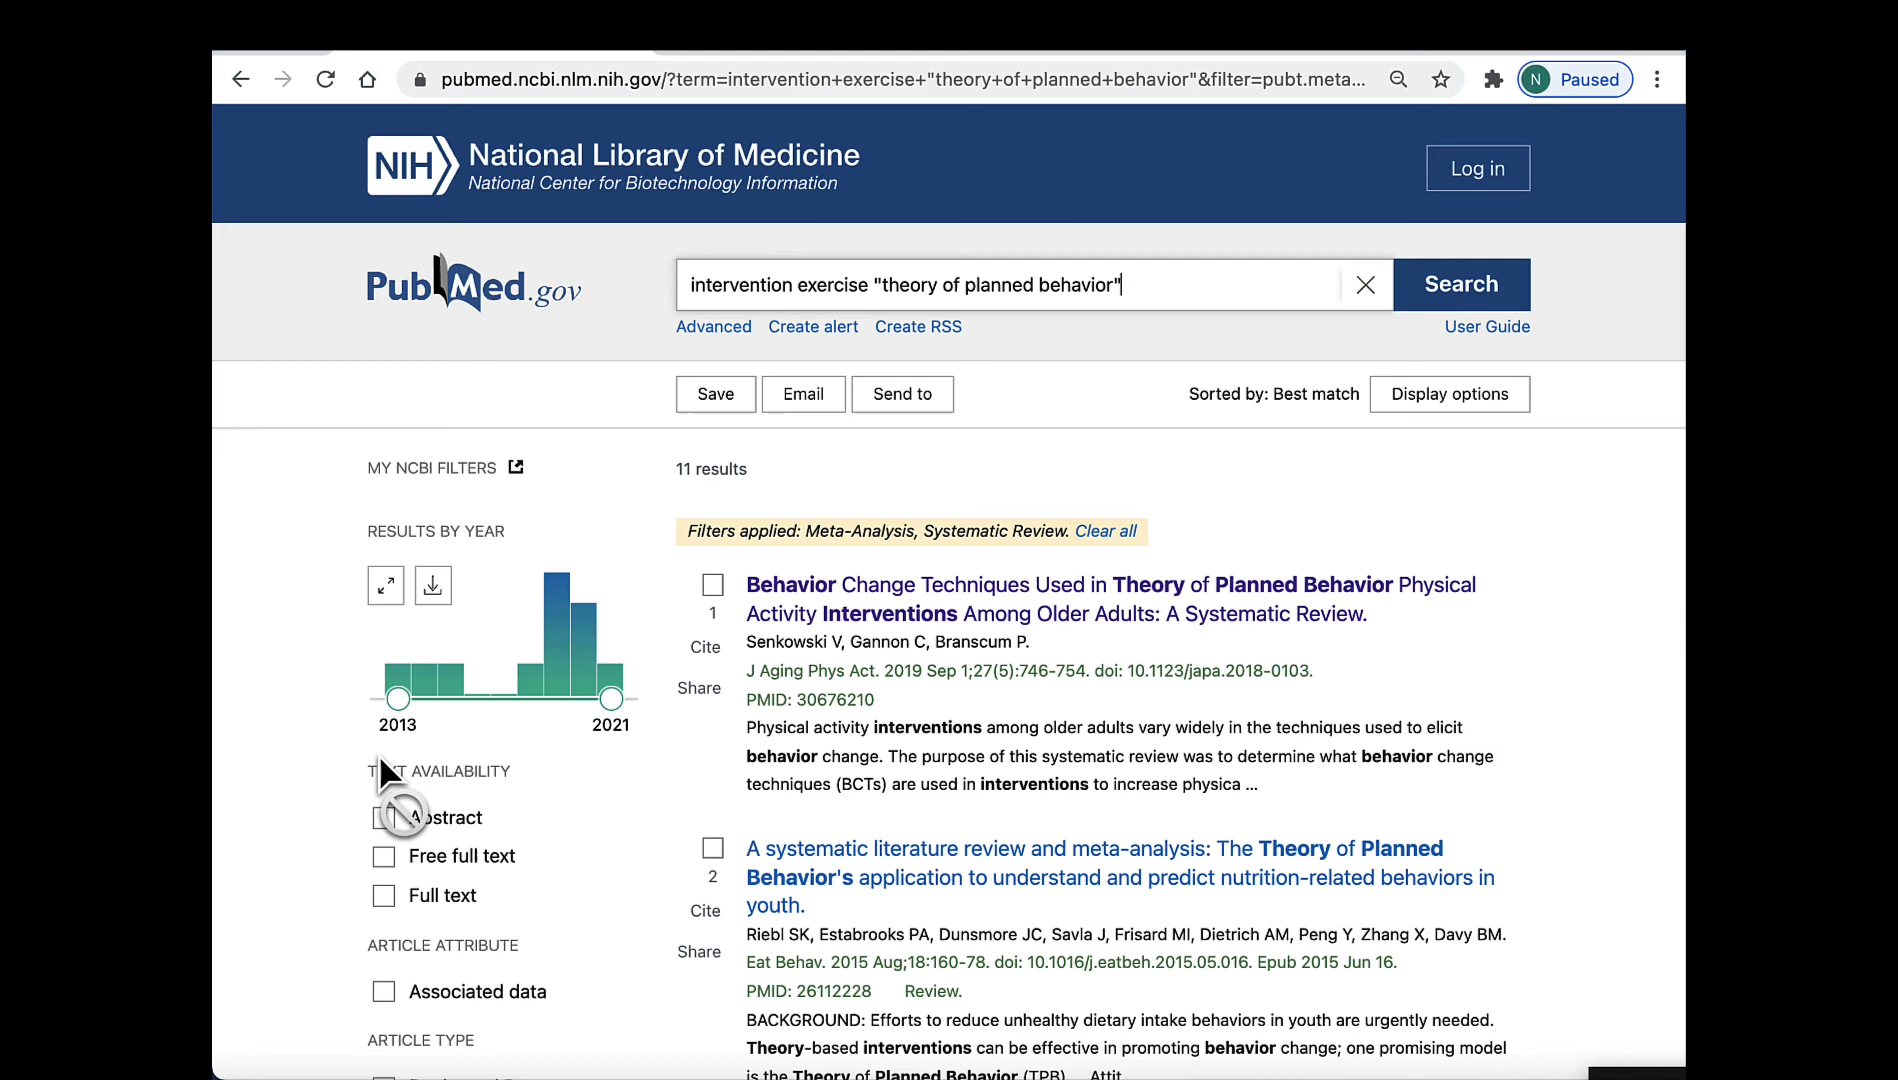 pubmed.ncbi.nlm.nih.gov/?term=intervention+exercise+"theory+of+planned+behavior"&filter=pubt.meta...
N Paused
NIH National Library of Medicine
National Center for Biotechnology Information
Log in
PubMed.gov
intervention exercise "theory of planned behavior"
Search
Advanced Create alert Create RSS
User Guide
Save Email Send to
Sorted by: Best match Display options
MY NCBI FILTERS
11 results
RESULTS BY YEAR
2013 2021
TEXT AVAILABILITY
Abstract
Free full text
Full text
ARTICLE ATTRIBUTE
Associated data
ARTICLE TYPE
Filters applied: Meta-Analysis, Systematic Review. Clear all
1
Cite
Share
Behavior Change Techniques Used in Theory of Planned Behavior Physical
Activity Interventions Among Older Adults: A Systematic Review.
Senkowski V, Gannon C, Branscum P.
J Aging Phys Act. 2019 Sep 1;27(5):746-754. doi: 10.1123/japa.2018-0103.
PMID: 30676210
Physical activity interventions among older adults vary widely in the techniques used to elicit
behavior change. The purpose of this systematic review was to determine what behavior change
techniques (BCTs) are used in interventions to increase physica ...
2
Cite
Share
A systematic literature review and meta-analysis: The Theory of Planned
Behavior's application to understand and predict nutrition-related behaviors in
youth.
Riebl SK, Estabrooks PA, Dunsmore JC, Savla J, Frisard MI, Dietrich AM, Peng Y, Zhang X, Davy BM.
Eat Behav. 2015 Aug;18:160-78. doi: 10.1016/j.eatbeh.2015.05.016. Epub 2015 Jun 16.
PMID: 26112228 Review.
BACKGROUND: Efforts to reduce unhealthy dietary intake behaviors in youth are urgently needed.
Theory-based interventions can be effective in promoting behavior change; one promising model
is the Theory of Planned Behavior (TPB). Attit